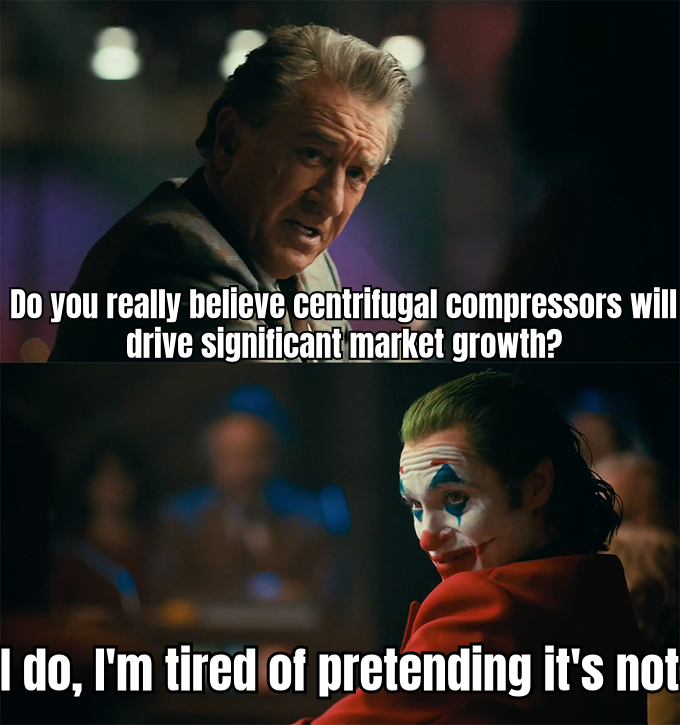 Do you really believe centrifugal compressors will
drive significant market growth?
I do, I'm tired of pretending it's not